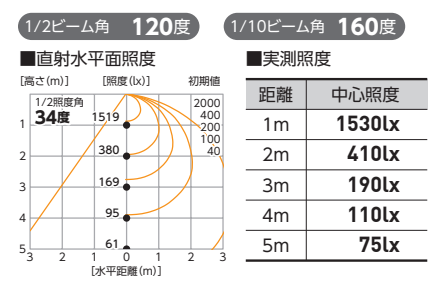 1/2ビーム角 120度
1/10ビーム角 160度
■直射水平面照度
[高さ(m)] [照度(lx)] 初期値
1/2照度角
34度
2000
400
200
100
40
1 1519
2 380
3 169
4 95
5 61
3 2 1 0 1 2 3
[水平距離(m)]
■実測照度
距離 中心照度
1m 1530lx
2m 410lx
3m 190lx
4m 110lx
5m 75lx